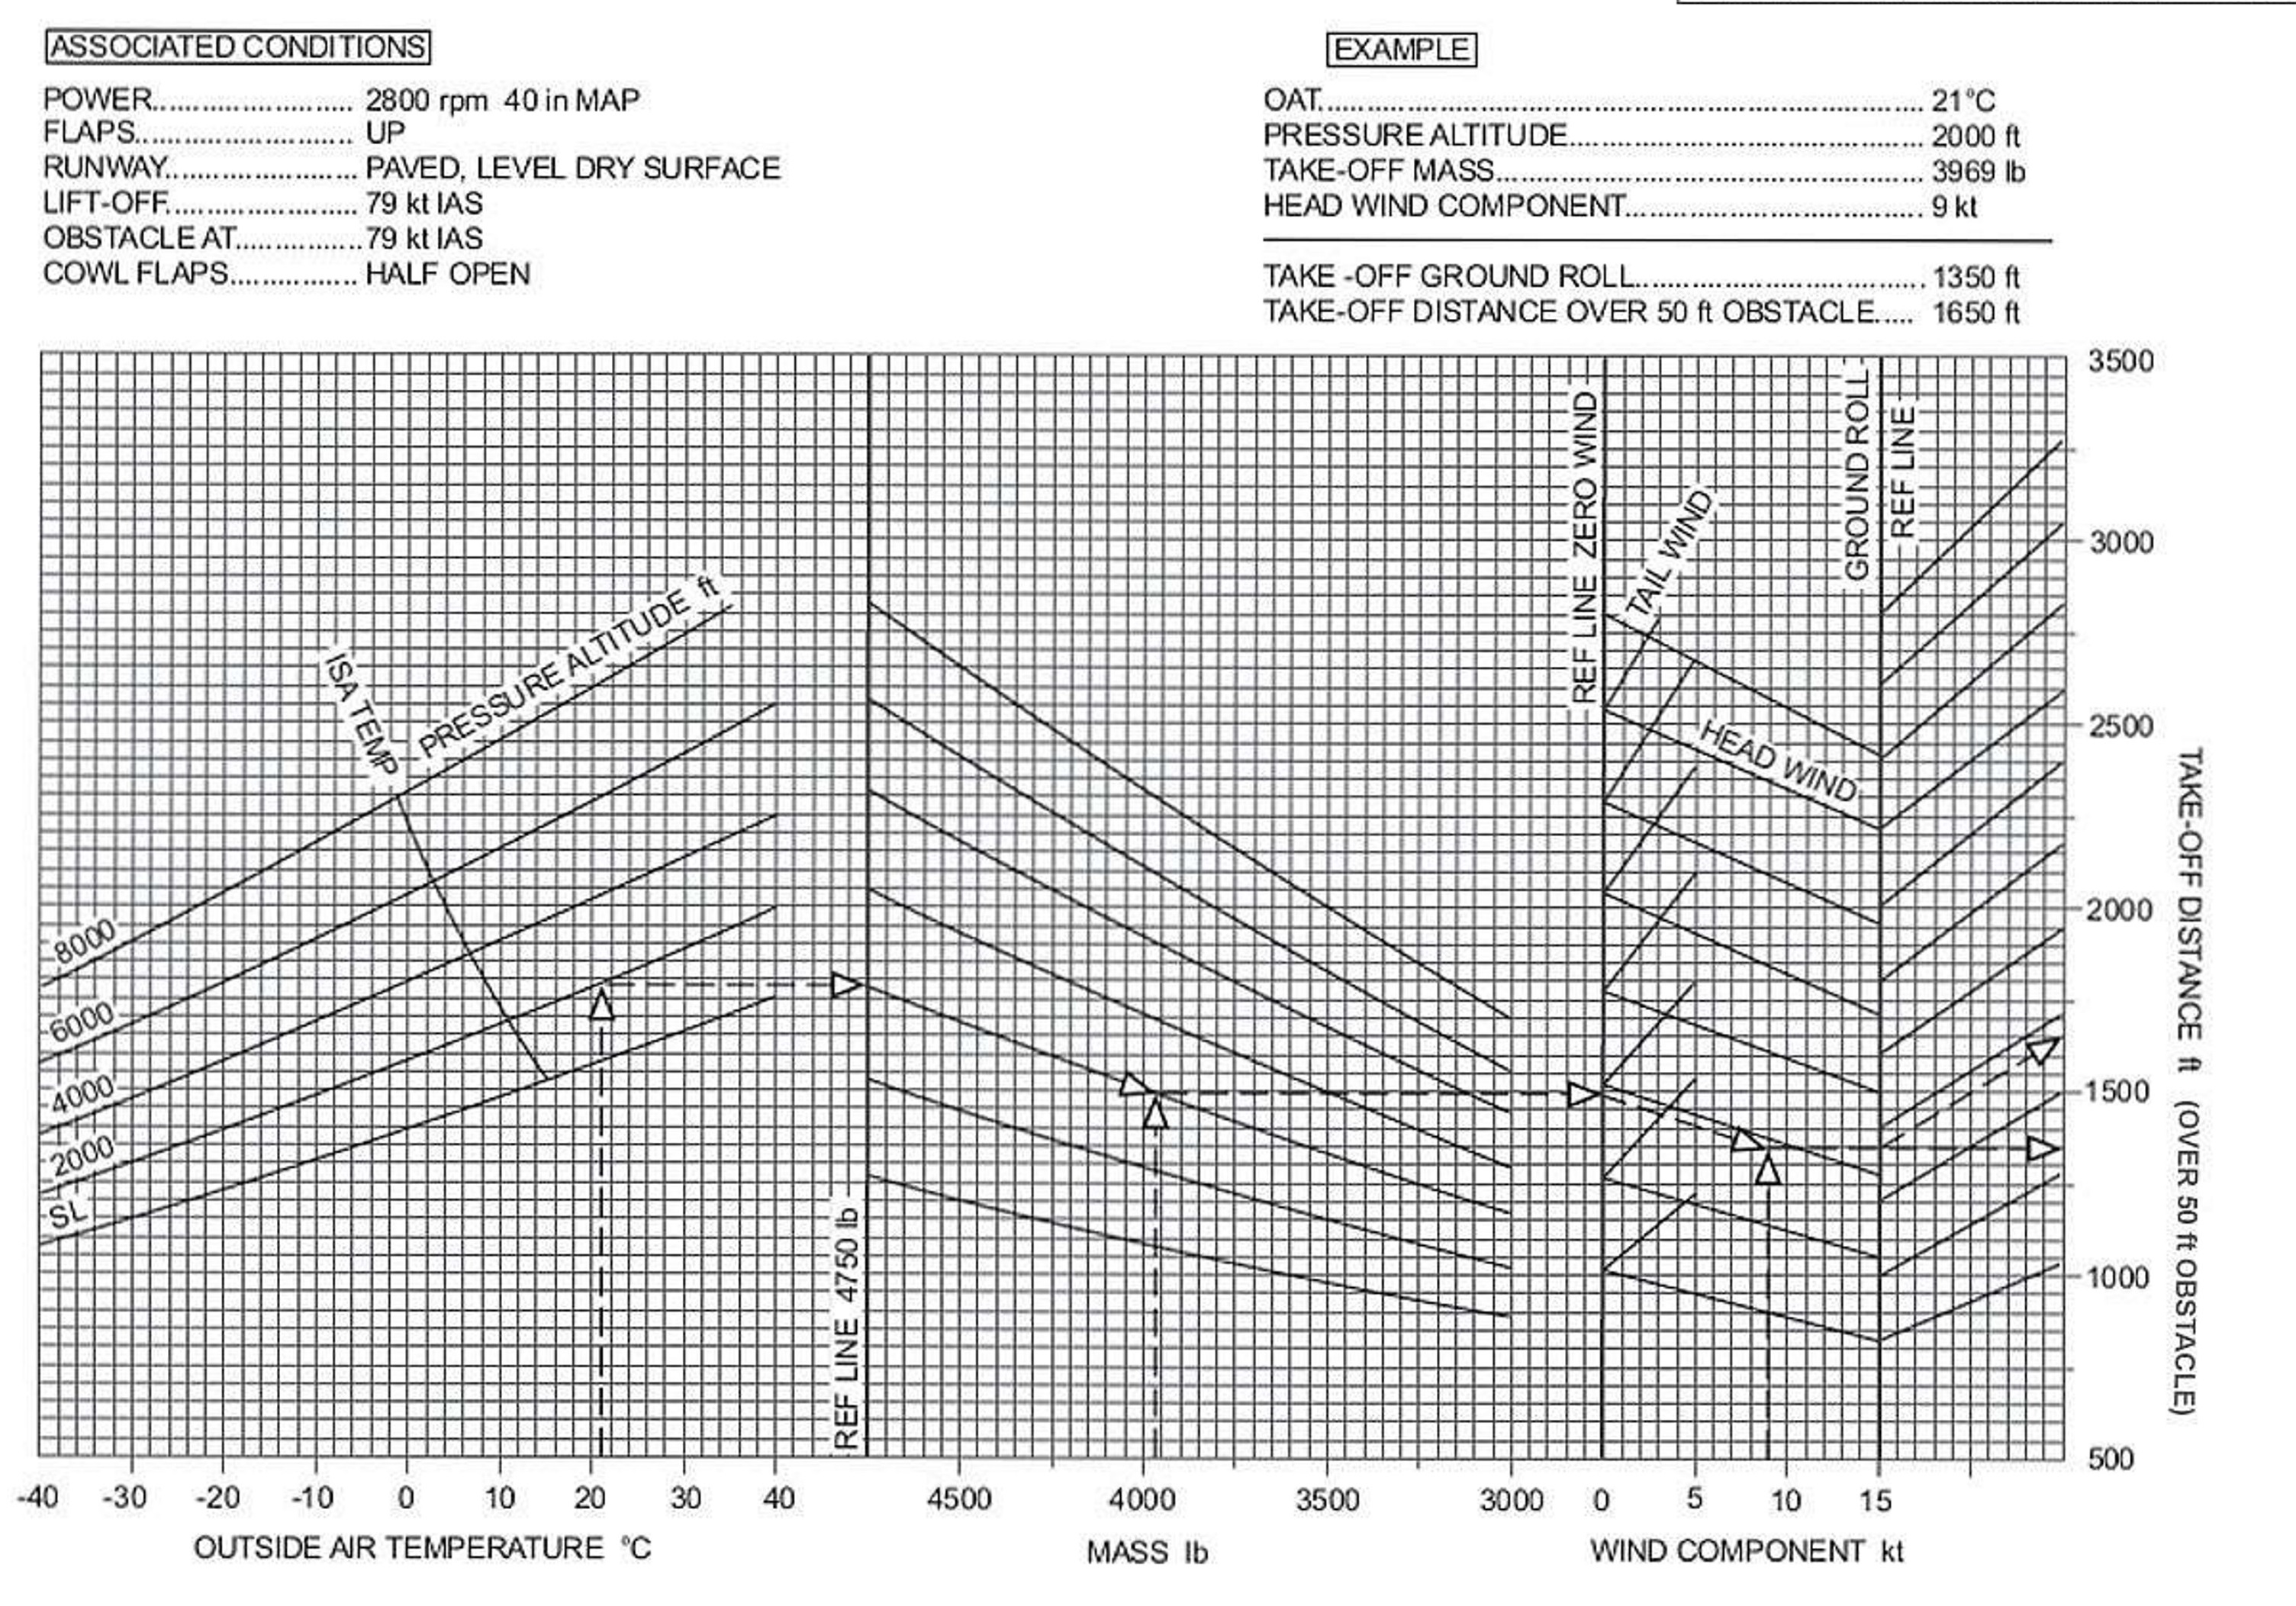 ASSOCIATED CONDITIONS
POWER........................ 2800 rpm 40 in MAP
FLAPS.......................... UP
RUNWAY....................... PAVED, LEVEL DRY SURFACE
LIFT-OFF....................... 79 kt IAS
OBSTACLE AT............... 79 kt IAS
COWL FLAPS............... HALF OPEN
EXAMPLE
OAT........................................................................ 21°C
PRESSURE ALTITUDE.......................................... 2000 ft
TAKE-OFF MASS.................................................... 3969 lb
HEAD WIND COMPONENT................................... 9 kt
TAKE -OFF GROUND ROLL.................................. 1350 ft
TAKE-OFF DISTANCE OVER 50 ft OBSTACLE..... 1650 ft
ISA TEMP
PRESSURE ALTITUDE ft
8000
6000
4000
2000
SL
REF LINE 4750 lb
REF LINE ZERO WIND
TAIL WIND
HEAD WIND
GROUND ROLL
REF LINE
3500
3000
2500
2000
1500
1000
500
TAKE-OFF DISTANCE ft (OVER 50 ft OBSTACLE)
-40 -30 -20 -10 0 10 20 30 40 4500 4000 3500 3000 0 5 10 15
OUTSIDE AIR TEMPERATURE °C
MASS lb
WIND COMPONENT kt